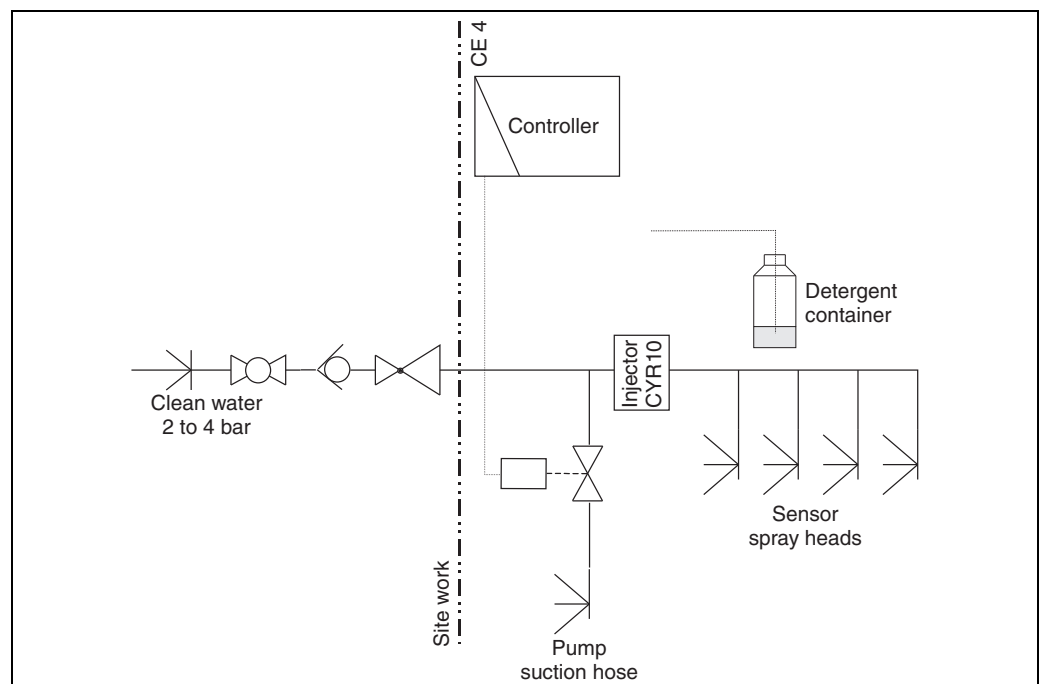 CE 4
Controller
Detergent
container
Injector
CYR10
Clean water
2 to 4 bar
Sensor
spray heads
Site work
Pump
suction hose